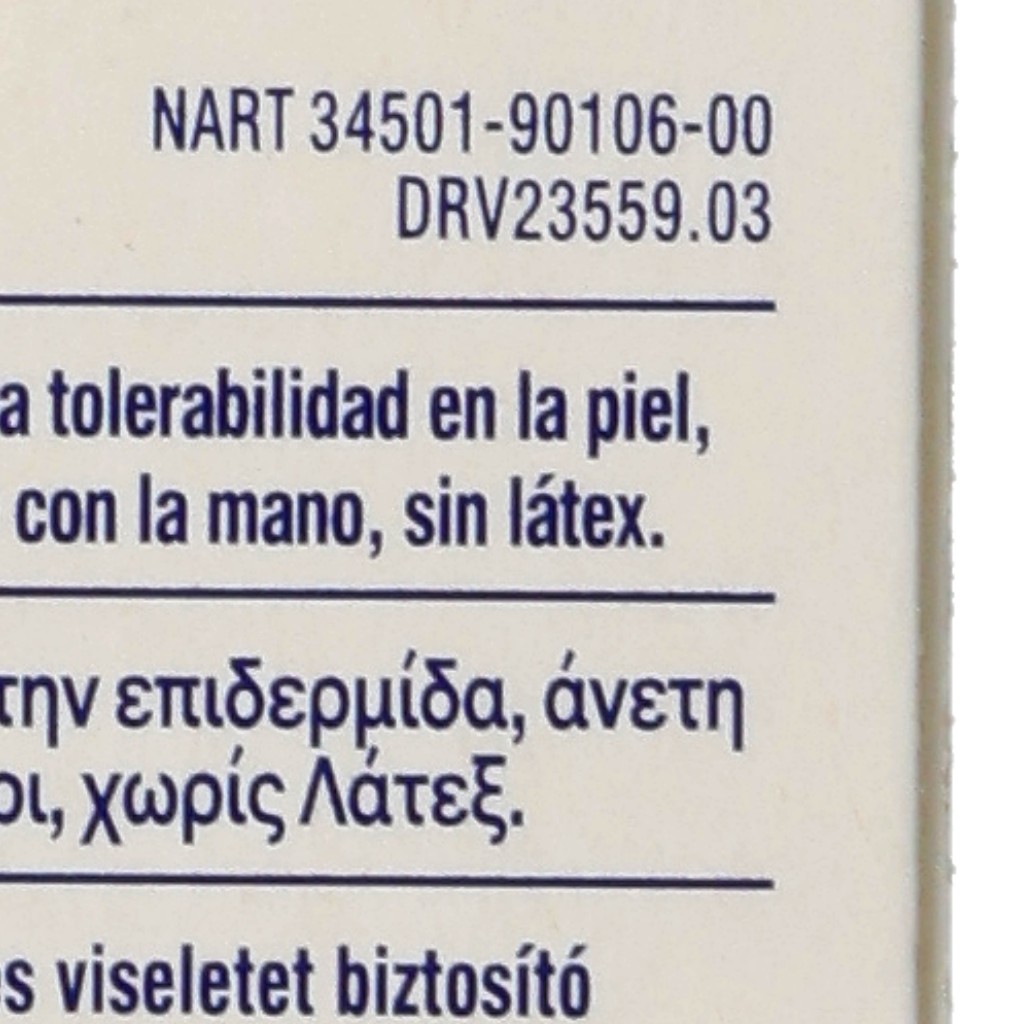 NART 34501-90106-00
DRV23559.03
a tolerabilidad en la piel,
con la mano, sin látex.
την επιδερμίδα, άνετη
οι, χωρίς Λάτεξ.
s viseletet biztosító